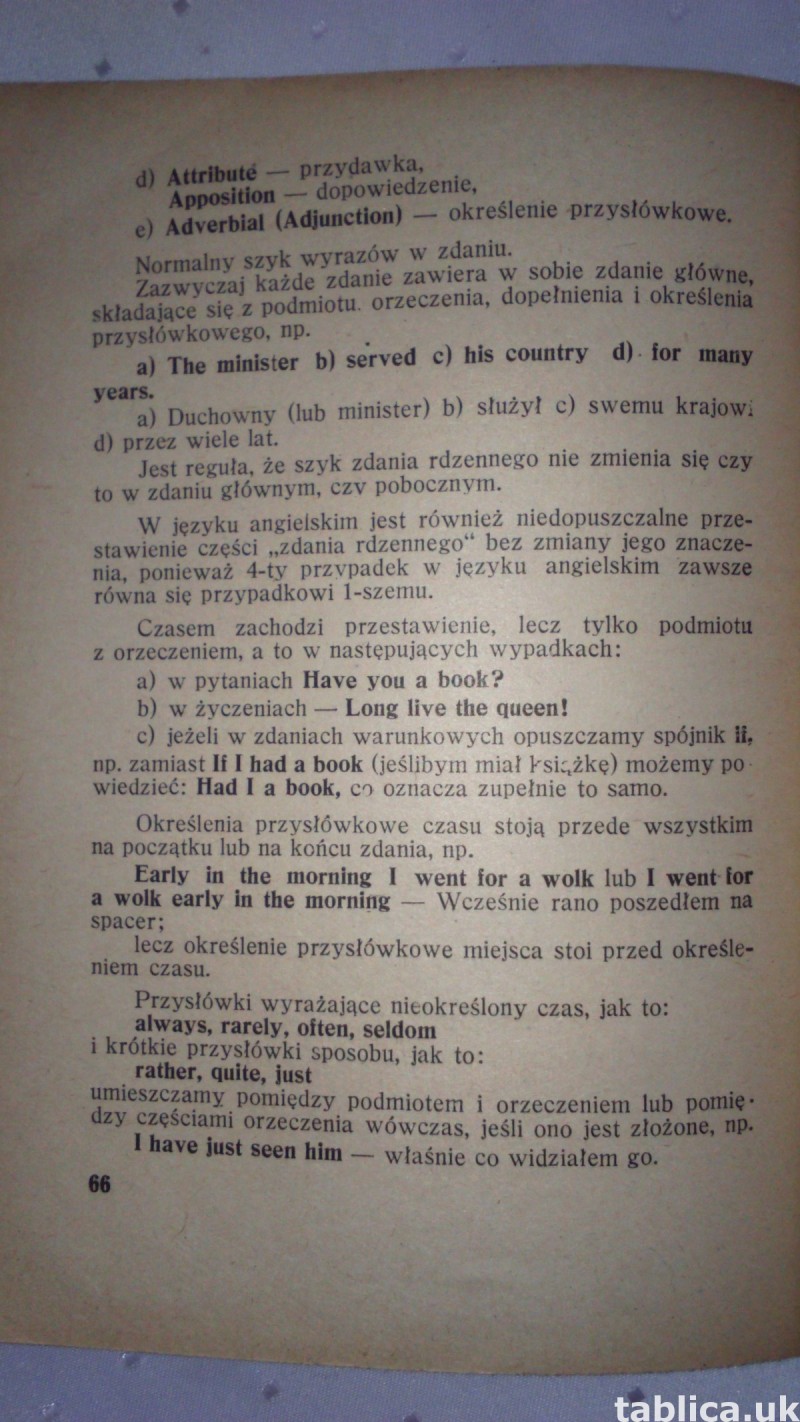 d) Attribute — przydawka,
Apposition — dopowiedzenie,
e) Adverbial (Adjunction) — określenie przysłówkowe.
Normalny szyk wyrazów w zdaniu.
Zazwyczaj każde zdanie zawiera w sobie zdanie główne,
składające się z podmiotu. orzeczenia, dopełnienia i określenia
przysłówkowego, np.
a) The minister b) served c) his country d) for many
years.
a) Duchowny (lub minister) b) służył c) swemu krajowi
d) przez wiele lat.
Jest reguła, że szyk zdania rdzennego nie zmienia się czy
to w zdaniu głównym, czv pobocznym.
W języku angielskim jest również niedopuszczalne prze-
stawienie części „zdania rdzennego" bez zmiany jego znacze-
nia, ponieważ 4-ty przypadek w języku angielskim zawsze
równa się przypadkowi 1-szemu.
Czasem zachodzi przestawienie, lecz tylko podmiotu
z orzeczeniem, a to w następujących wypadkach:
a) w pytaniach Have you a book?
b) w życzeniach — Long live the queen!
c) jeżeli w zdaniach warunkowych opuszczamy spójnik if,
np. zamiast If I had a book (jeślibym miał książkę) możemy po-
wiedzieć: Had I a book, co oznacza zupełnie to samo.
Określenia przysłówkowe czasu stoją przede wszystkim
na początku lub na końcu zdania, np.
Early in the morning I went for a wolk lub I went for
a wolk early in the morning — Wcześnie rano poszedłem na
spacer;
lecz określenie przysłówkowe miejsca stoi przed określe-
niem czasu.
Przysłówki wyrażające nieokreślony czas, jak to:
always, rarely, often, seldom
i krótkie przysłówki sposobu, jak to:
rather, quite, just
umieszczamy pomiędzy podmiotem i orzeczeniem lub pomię-
dzy częściami orzeczenia wówczas, jeśli ono jest złożone, np.
I have just seen him — właśnie co widziałem go.
66
tablica.uk